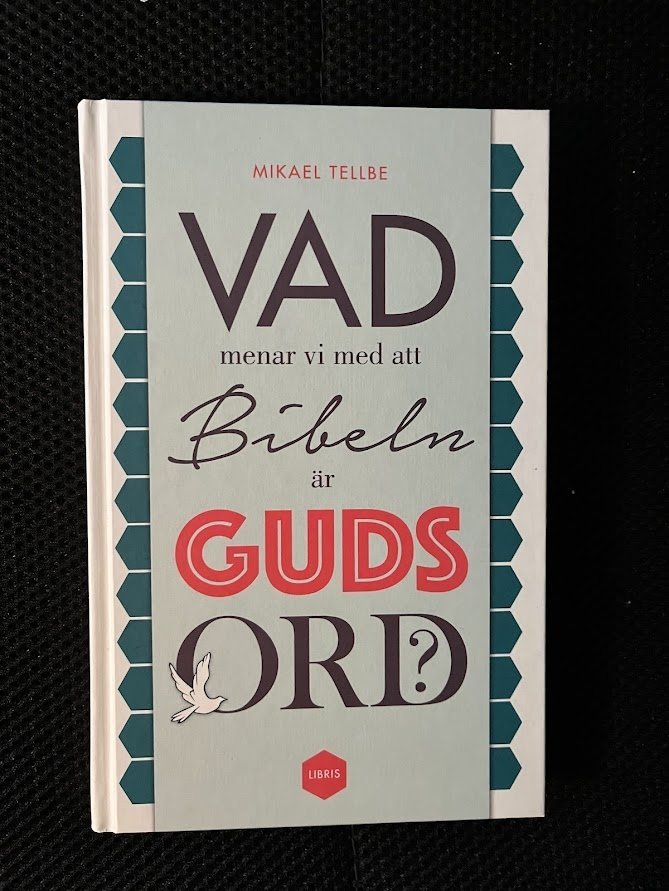 MIKAEL TELLBE
VAD
menar vi med att
Bibeln
är
GUDS
ORD?
LIBRIS